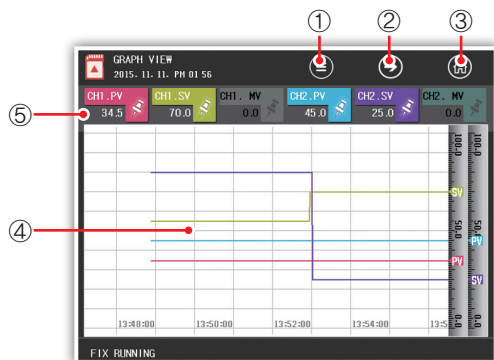 ① ② ③
GRAPH VIEW
2015. 11. 11. PM 01 56
CH1.PV CH1.SV CH1. MV CH2.PV CH2.SV CH2. MV
⑤ 34.5 70.0 0.0 45.0 25.0 0.0
100.0 100.0
SV
④ 50.0 50.0 PV
PV
SV
13:48:00 13:50:00 13:52:00 13:54:00 13:5 0.0 0.0
FIX RUNNING